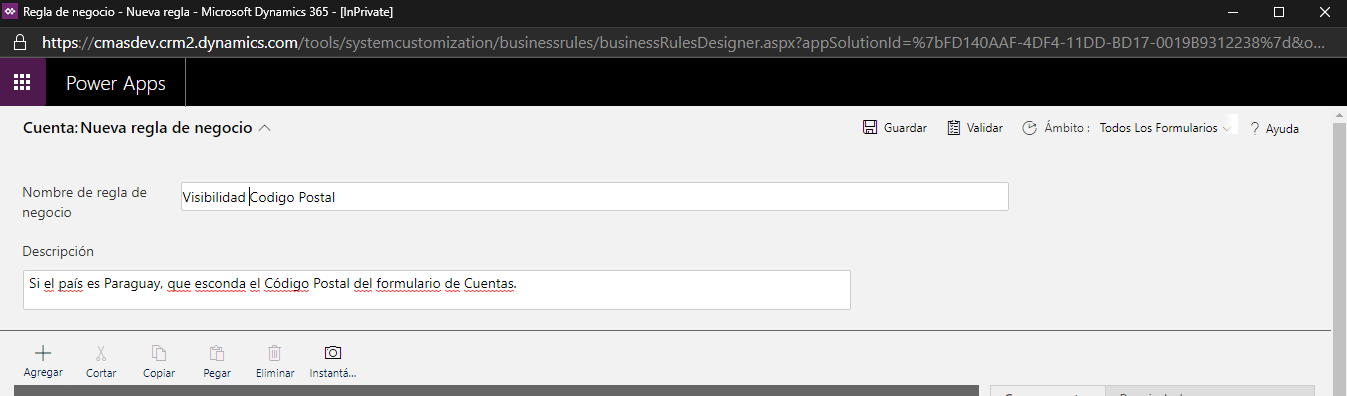 Regla de negocio - Nueva regla - Microsoft Dynamics 365 - [InPrivate]
https://cmasdev.crm2.dynamics.com/tools/systemcustomization/businessrules/businessRulesDesigner.aspx?appSolutionId=%7bFD140AAF-4DF4-11DD-BD17-0019B9312238%7d&o...
Power Apps
Cuenta:Nueva regla de negocio
Guardar Validar Ámbito : Todos Los Formularios ? Ayuda
Nombre de regla de negocio
Visibilidad Codigo Postal
Descripción
Si el país es Paraguay, que esconda el Código Postal del formulario de Cuentas.
Agregar Cortar Copiar Pegar Eliminar Instantá...